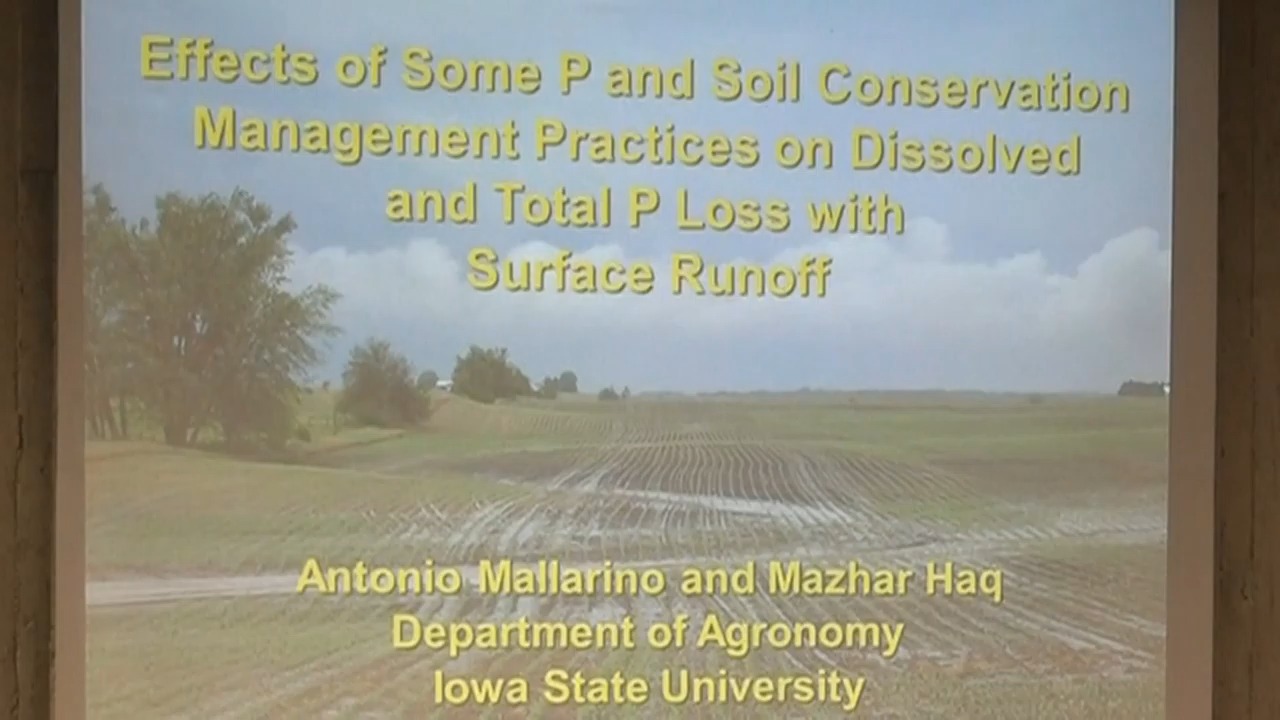 Effects of Some P and Soil Conservation
Management Practices on Dissolved
and Total P Loss with
Surface Runoff
Antonio Mallarino and Mazhar Haq
Department of Agronomy
Iowa State University